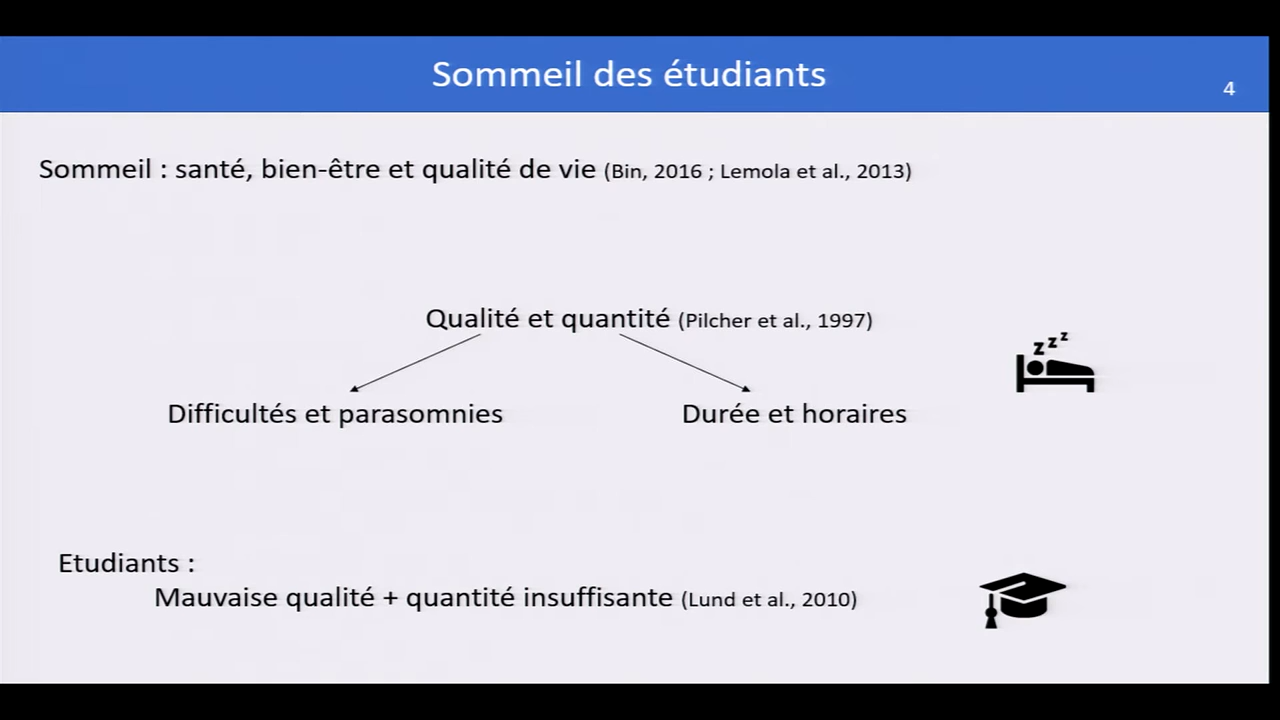 Sommeil des étudiants
4
Sommeil : santé, bien-être et qualité de vie (Bin, 2016 ; Lemola et al., 2013)
Qualité et quantité (Pilcher et al., 1997)
z z z
Difficultés et parasomnies
Durée et horaires
Etudiants :
Mauvaise qualité + quantité insuffisante (Lund et al., 2010)